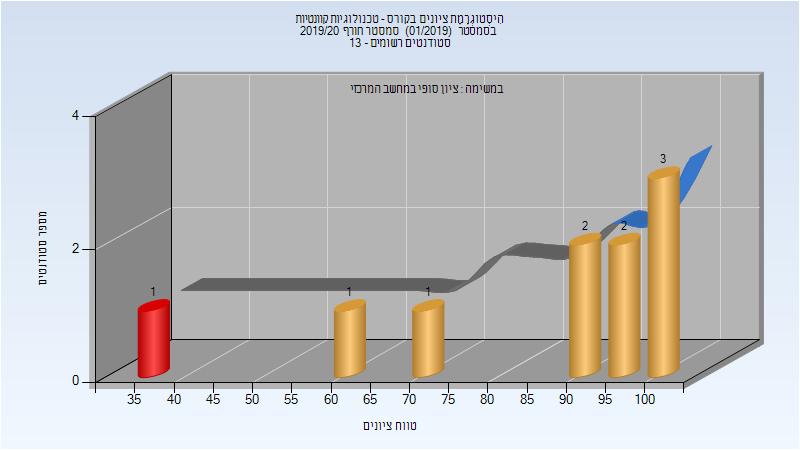 היסטוגרמת ציונים בקורס - טכנולוגיות קוונטיות
בסמסטר (01/2019) סמסטר חורף 2019/20
סטודנטים רשומים - 13
במשימה : ציון סופי במחשב המרכזי
4
2
0
מספר סטודנטים
1
1
1
2
2
3
35 40 45 50 55 60 65 70 75 80 85 90 95 100
טווח ציונים